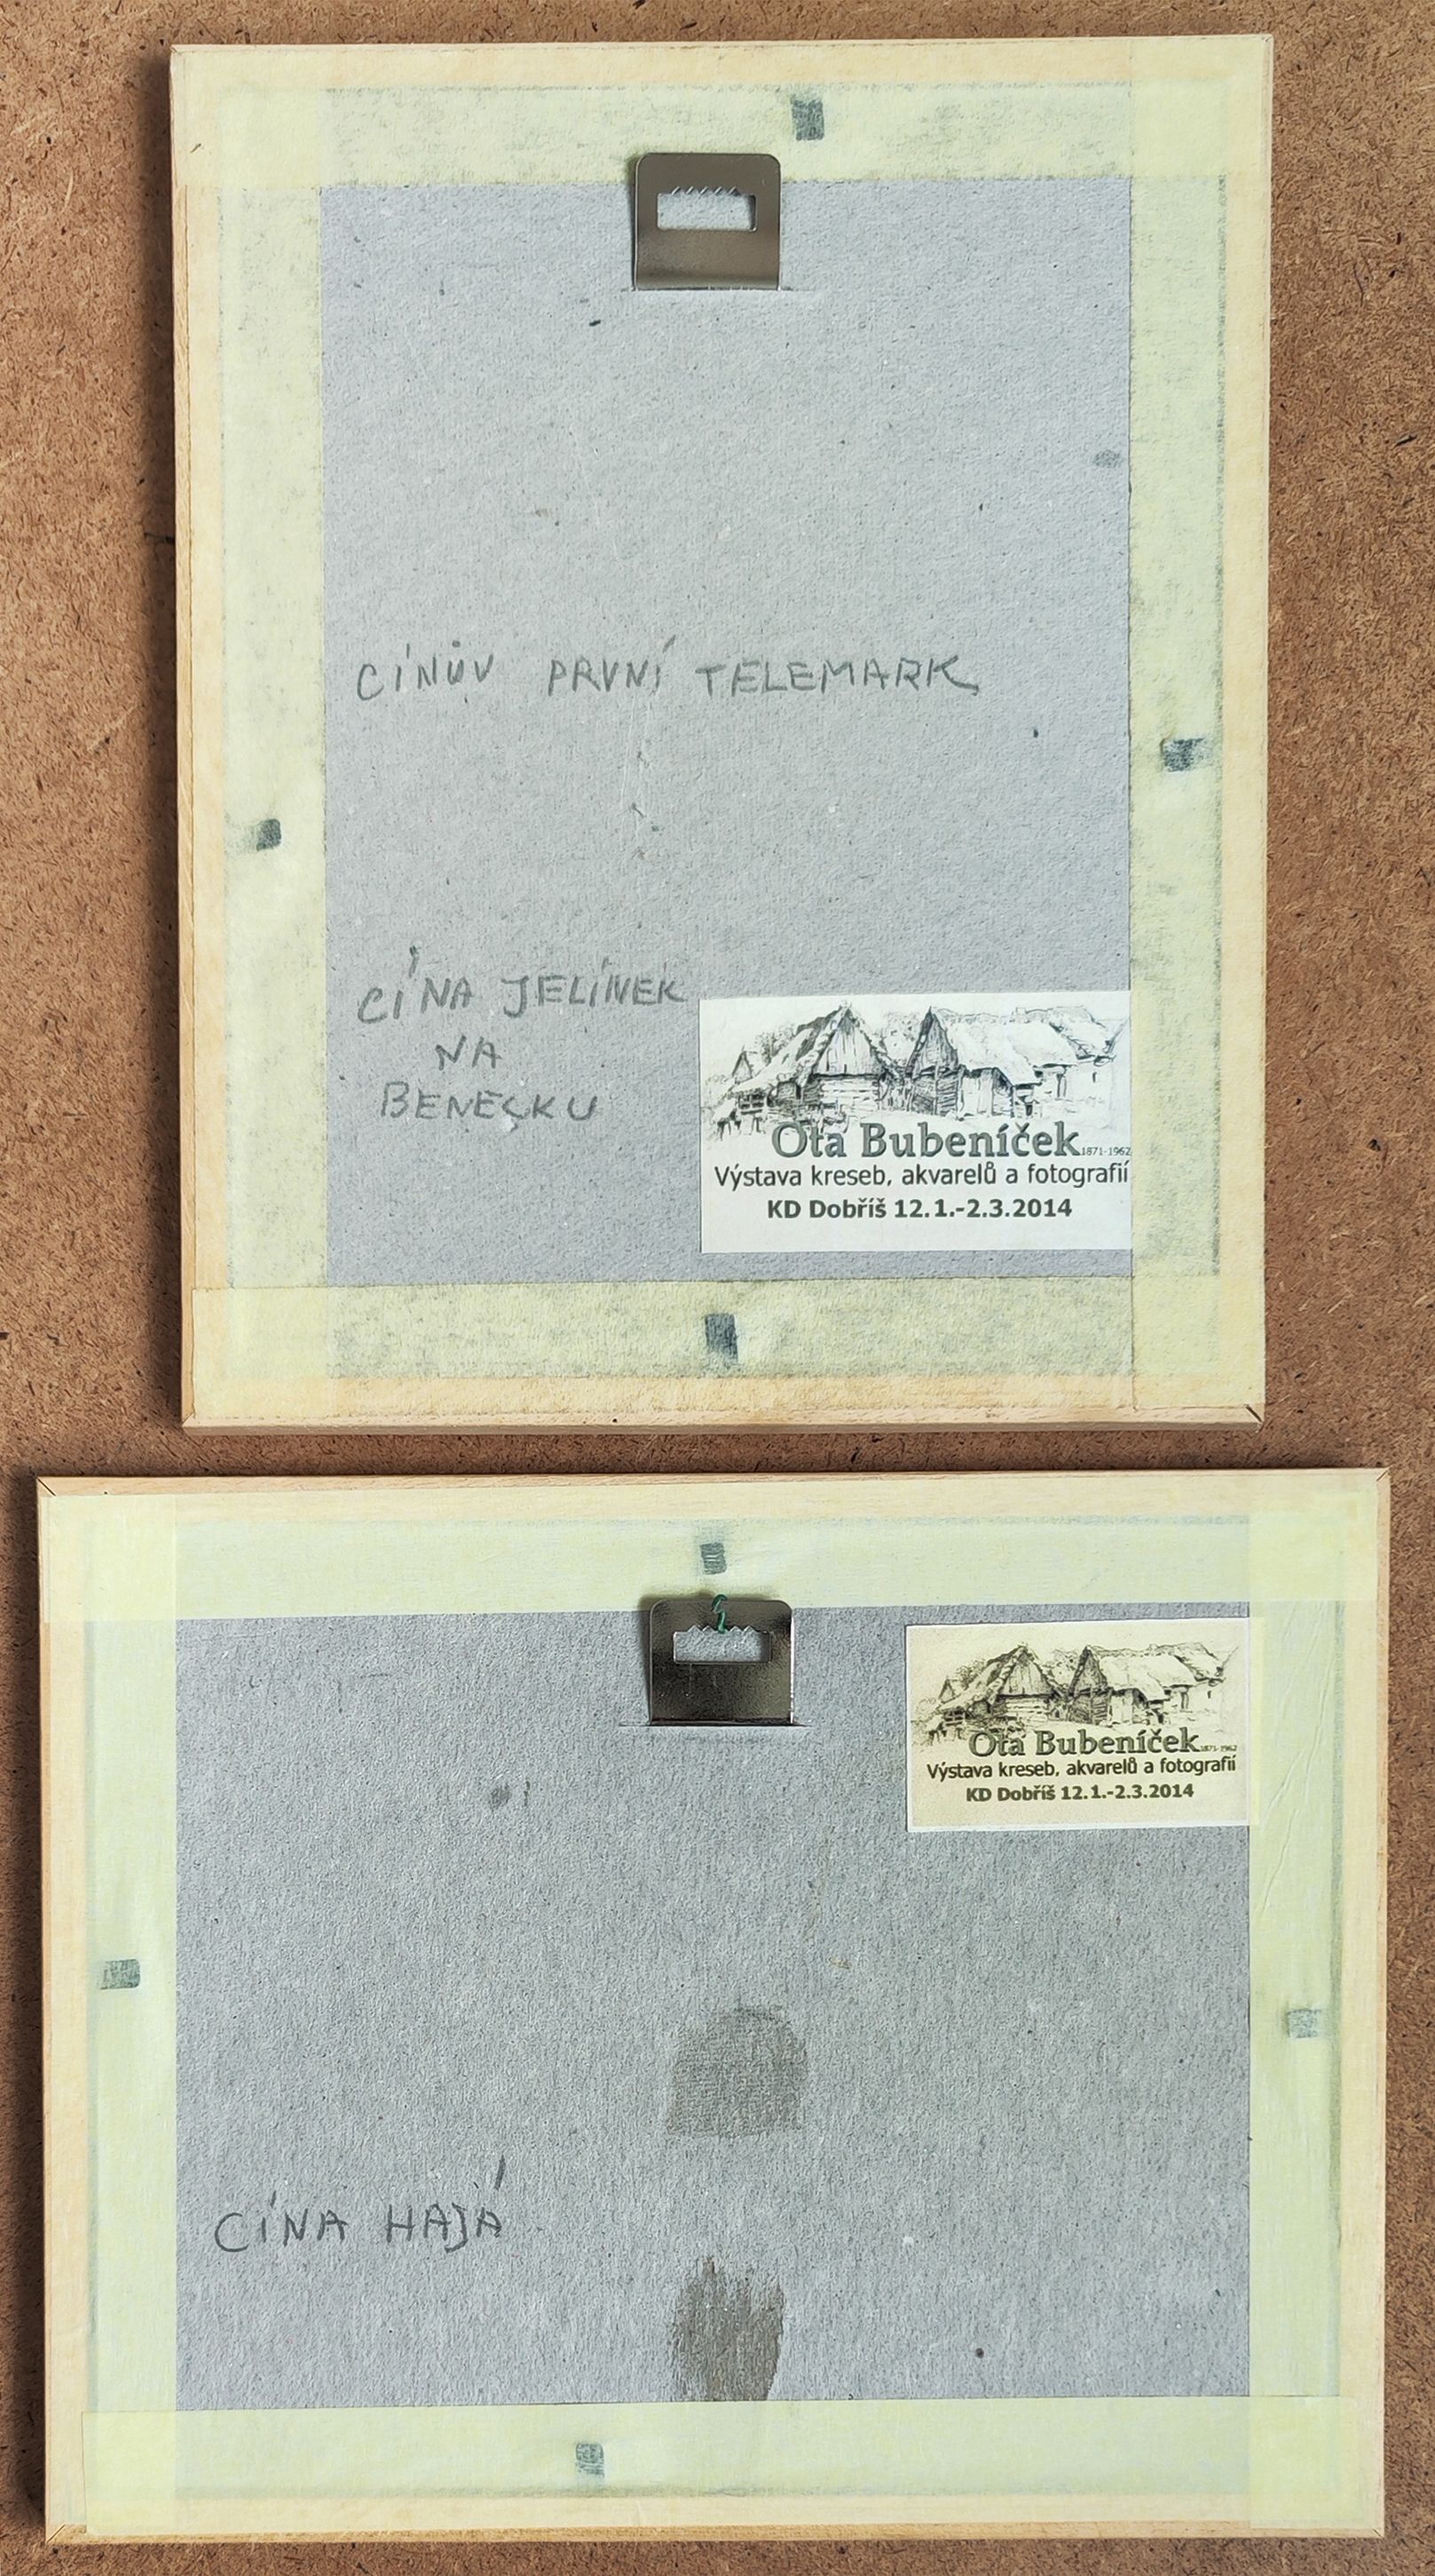 CÍNŮV PRVNÍ TELEMARK
CÍNA JELÍNEK
NA
BENECKU
Ota Bubeníček 1871-1962
Výstava kreseb, akvarelů a fotografií
KD Dobříš 12.1.-2.3.2014
Ota Bubeníček 1871-1962
Výstava kreseb, akvarelů a fotografií
KD Dobříš 12.1.-2.3.2014
CÍNA HAJÁ